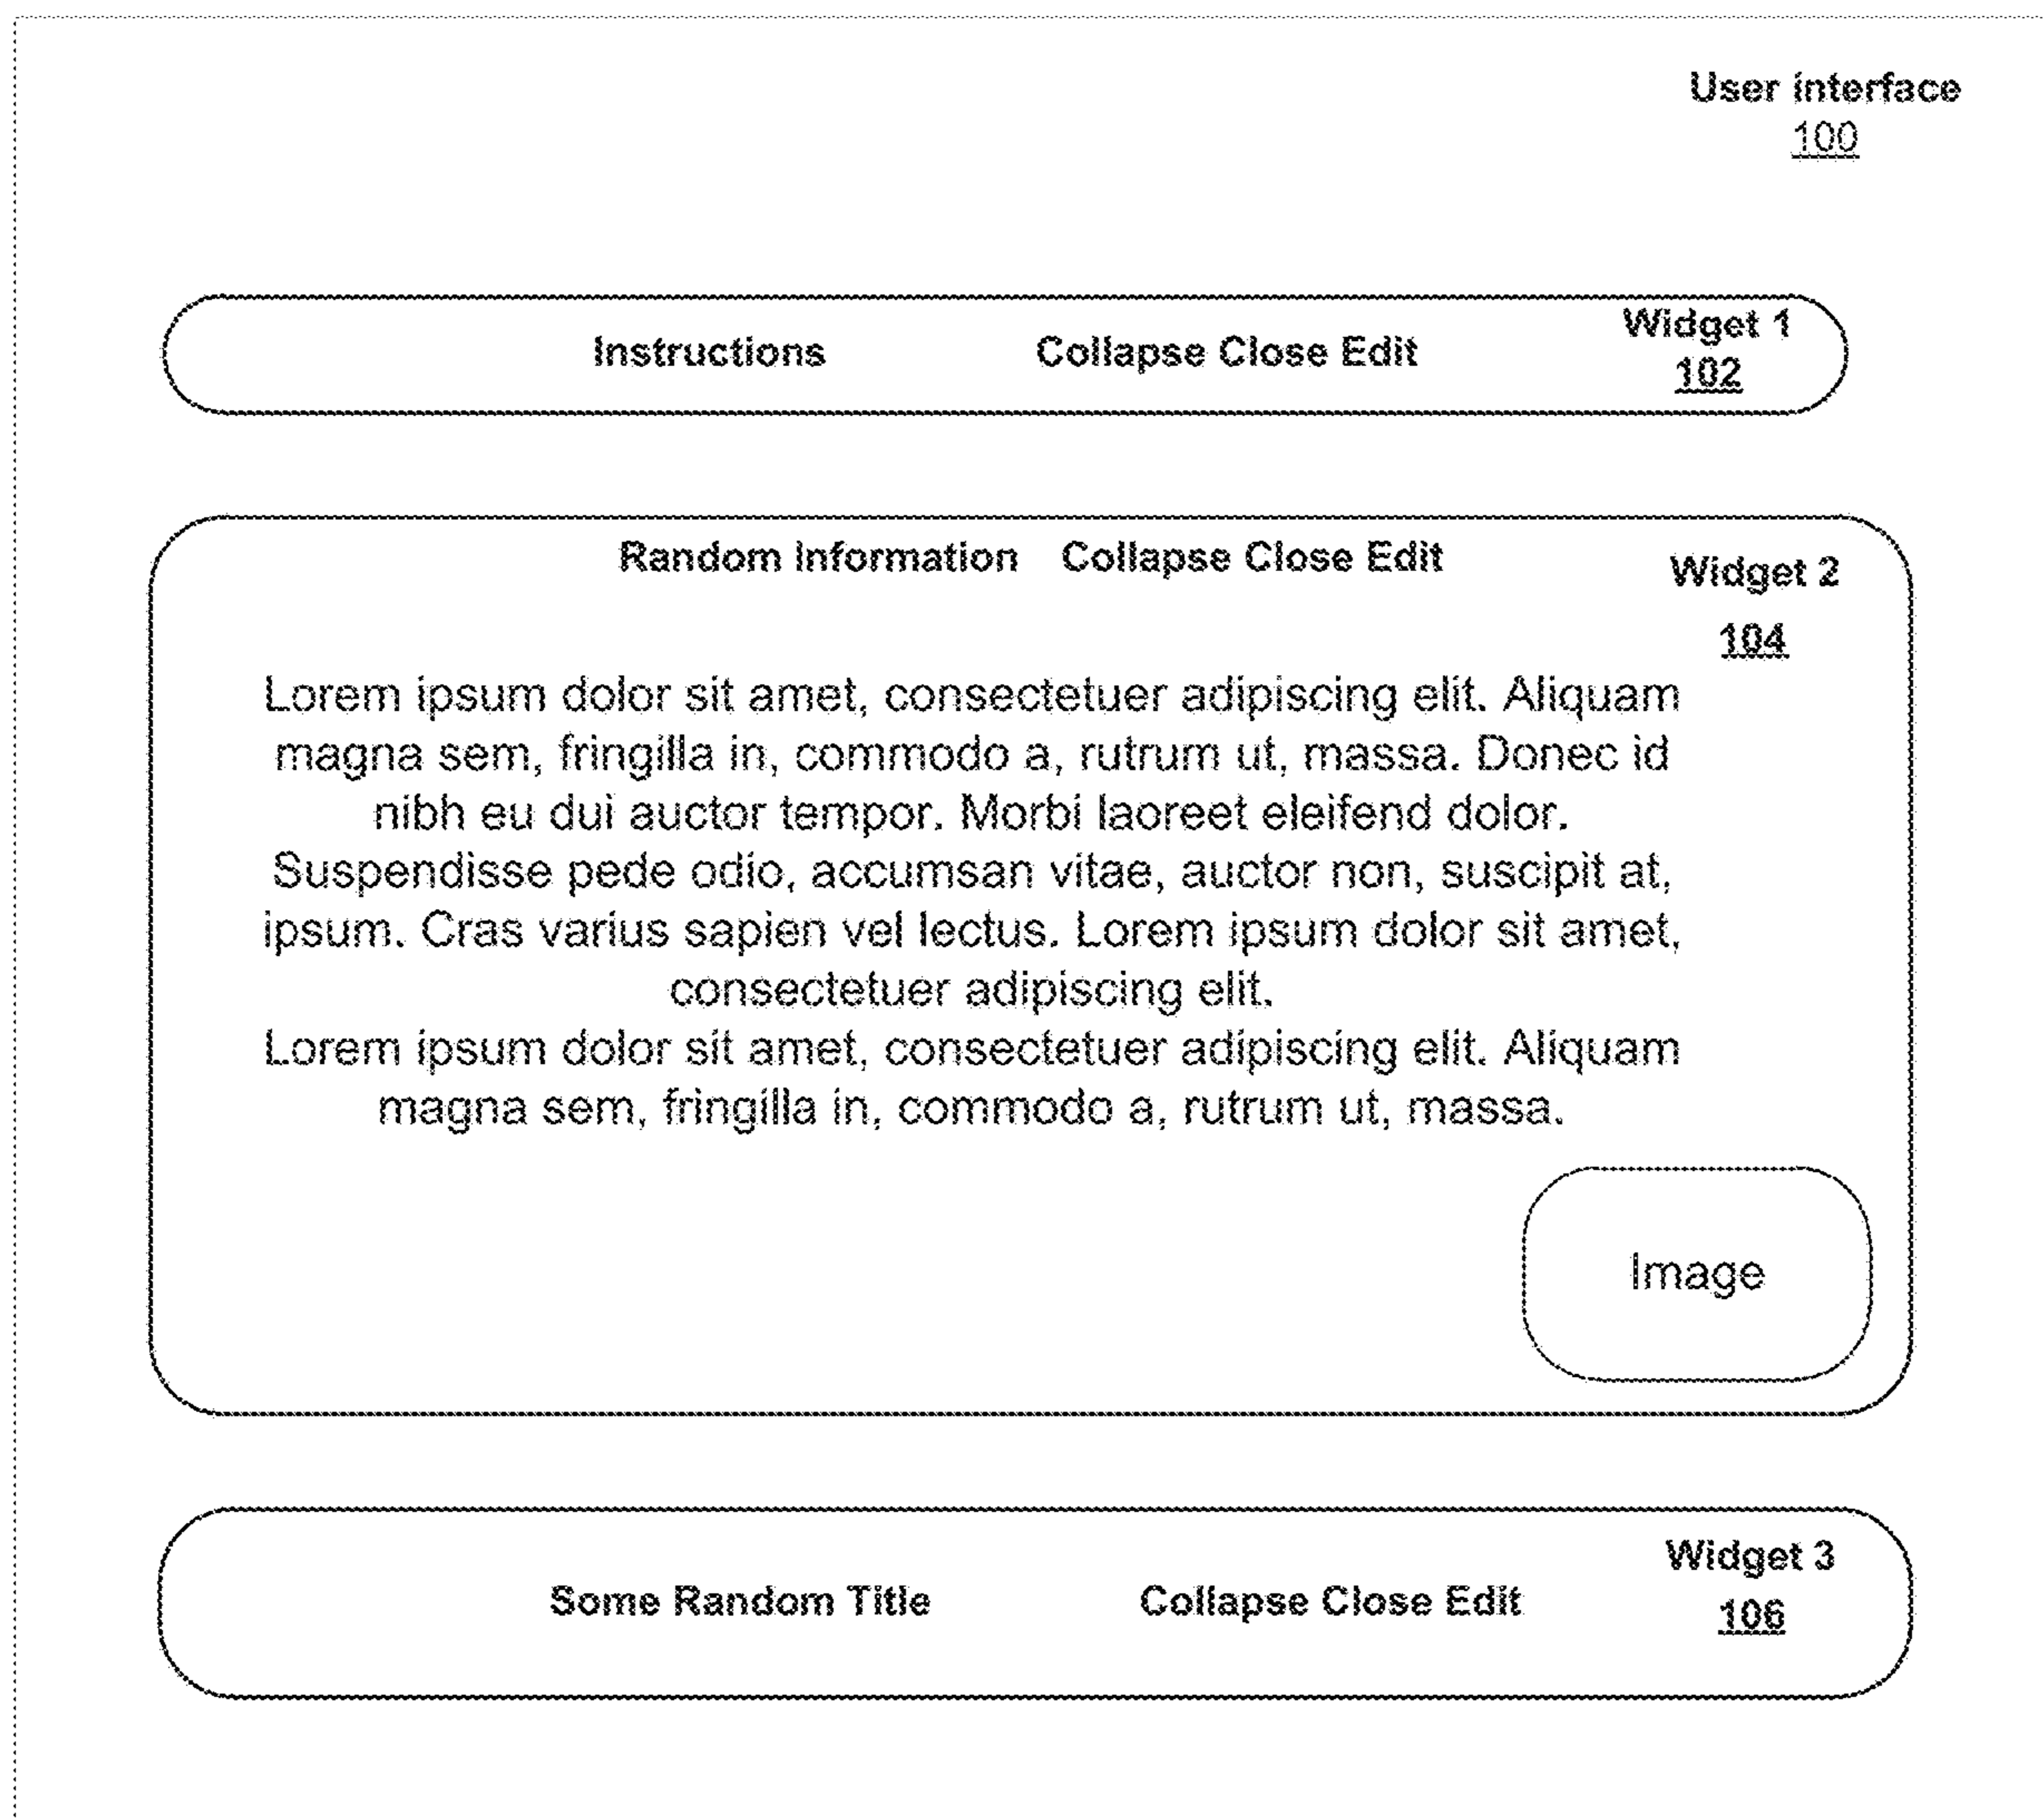 User interface
100
Instructions Collapse Close Edit Widget 1
102
Random Information Collapse Close Edit Widget 2
104
Lorem ipsum dolor sit amet, consectetuer adipiscing elit. Aliquam
magna sem, fringilla in, commodo a, rutrum ut, massa. Donec id
nibh eu dui auctor tempor. Morbi laoreet eleifend dolor.
Suspendisse pede odio, accumsan vitae, auctor non, suscipit at,
ipsum. Cras varius sapien vel lectus. Lorem ipsum dolor sit amet,
consectetuer adipiscing elit.
Lorem ipsum dolor sit amet, consectetuer adipiscing elit. Aliquam
magna sem, fringilla in, commodo a, rutrum ut, massa.
Image
Some Random Title Collapse Close Edit Widget 3
106